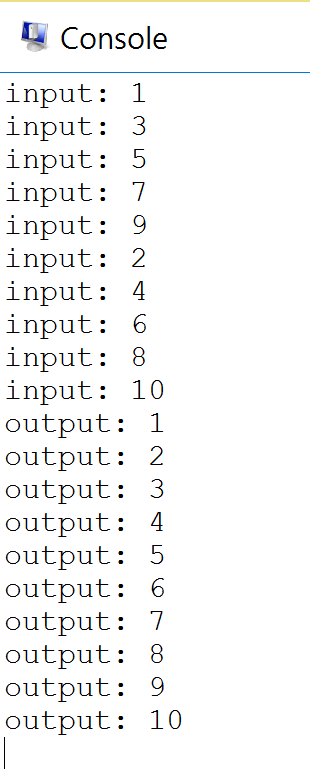 Console
input: 1
input: 3
input: 5
input: 7
input: 9
input: 2
input: 4
input: 6
input: 8
input: 10
output: 1
output: 2
output: 3
output: 4
output: 5
output: 6
output: 7
output: 8
output: 9
output: 10